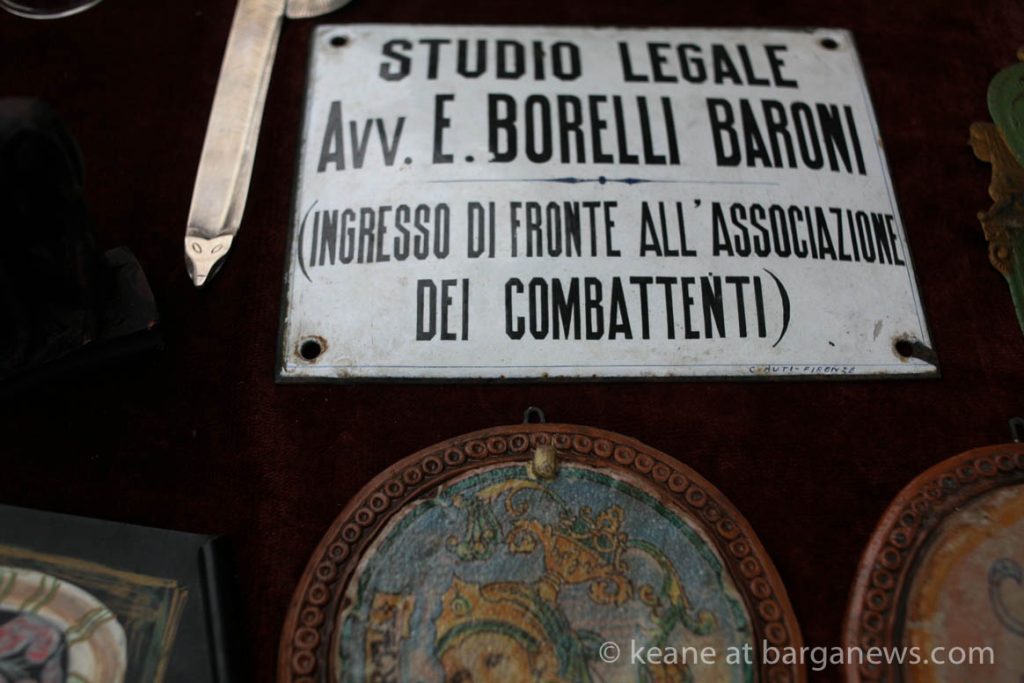 STUDIO LEGALE
AVV. E. BORELLI BARONI
(INGRESSO DI FRONTE ALL'ASSOCIAZIONE
DEI COMBATTENTI)
© keane at barganews.com